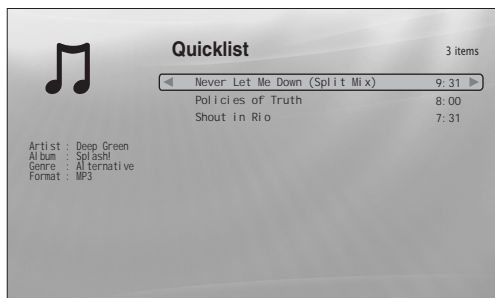 Quicklist
3 items
Never Let Me Down (Split Mix) 9:31
Policies of Truth 8:00
Shout in Rio 7:31
Artist : Deep Green
Album : Splash!
Genre : Alternative
Format : MP3